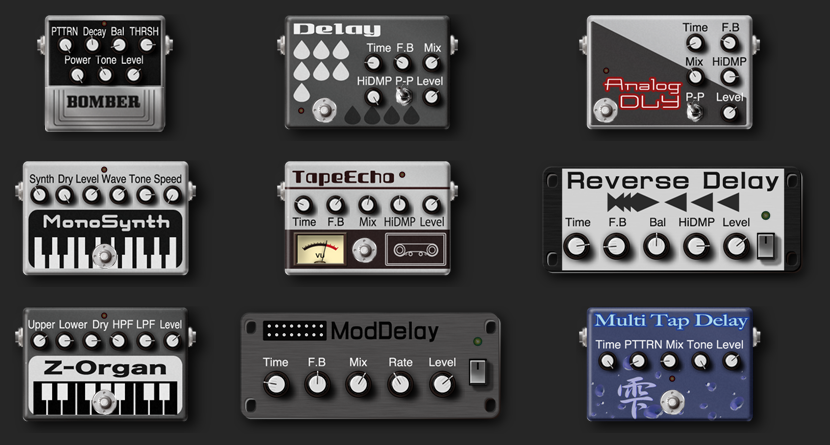 PTTRN Decay Bal THRSH
Power Tone Level
BOMBER
Delay
Time F.B Mix
HiDMP P-P Level
Time F.B
Mix HiDMP
Analog
DLY
P-P Level
Synth Dry Level Wave Tone Speed
MonoSynth
TapeEcho
Time F.B Mix HiDMP Level
VU
Reverse Delay
Time F.B Bal HiDMP Level
Upper Lower Dry HPF LPF Level
Z-Organ
ModDelay
Time F.B Mix Rate Level
Multi Tap Delay
Time PTTRN Mix Tone Level
雫